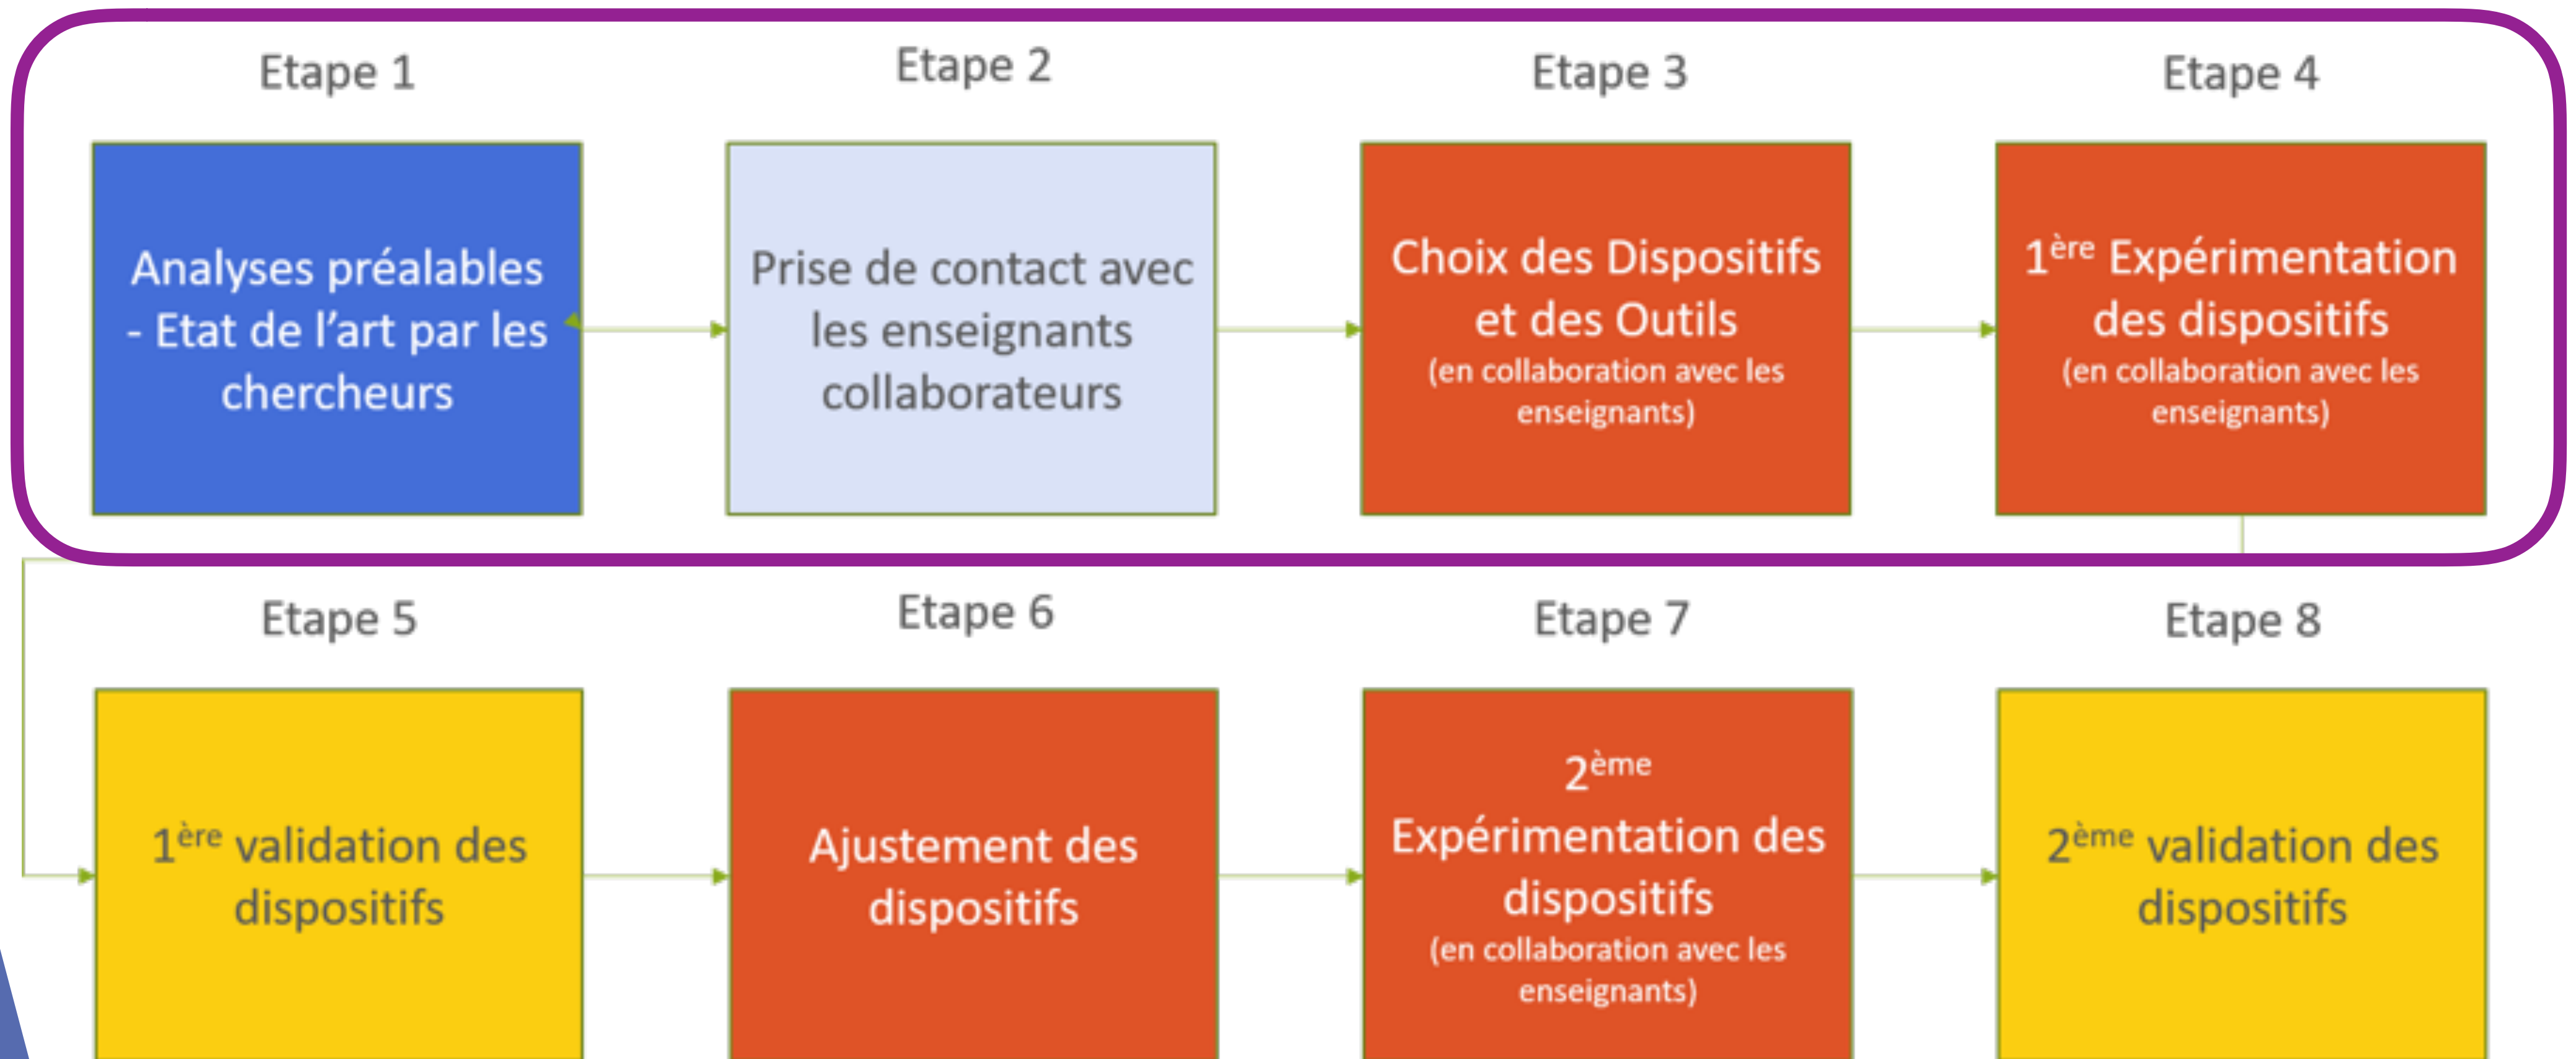 Etape 1
Analyses préalables
- Etat de l'art par les
chercheurs
Etape 2
Prise de contact avec
les enseignants
collaborateurs
Etape 3
Choix des Dispositifs
et des Outils
(en collaboration avec les
enseignants)
Etape 4
1ère Expérimentation
des dispositifs
(en collaboration avec les
enseignants)
Etape 5
1ère validation des
dispositifs
Etape 6
Ajustement des
dispositifs
Etape 7
2ème
Expérimentation des
dispositifs
(en collaboration avec les
enseignants)
Etape 8
2ème validation des
dispositifs